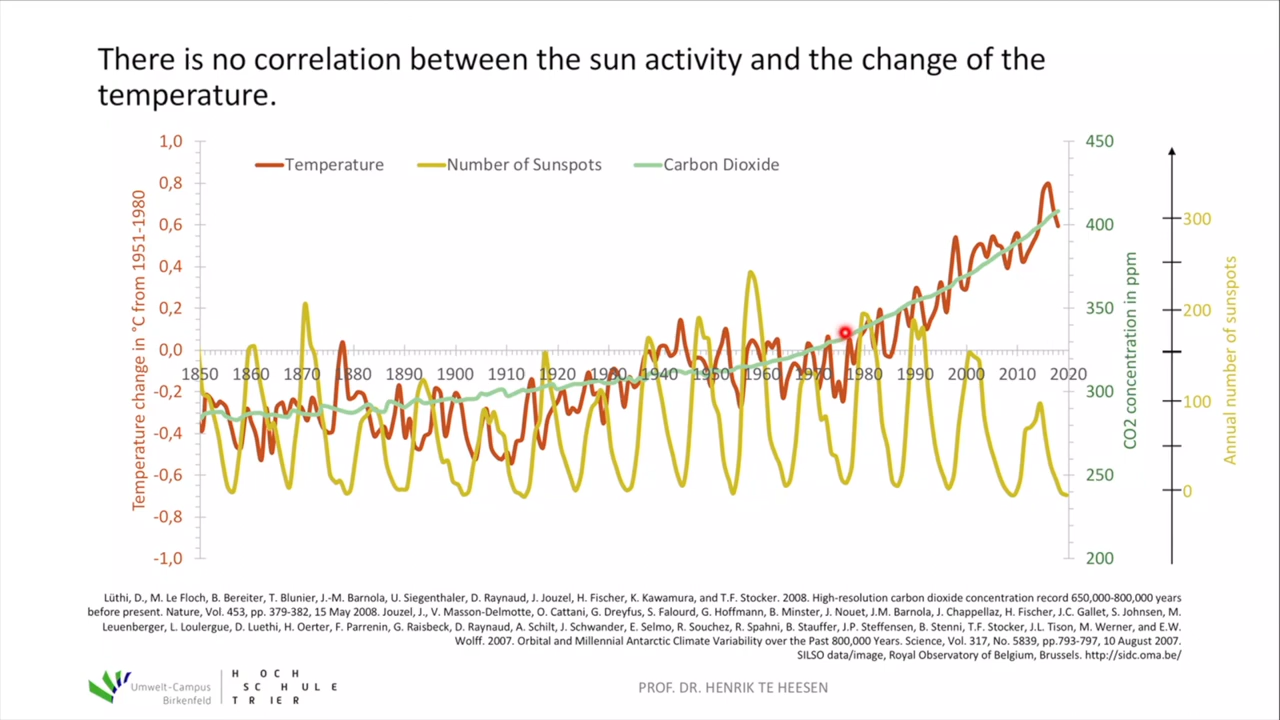 There is no correlation between the sun activity and the change of the
temperature.
1,0
0,8
0,6
0,4
0,2
0,0
-0,2
-0,4
-0,6
-0,8
-1,0
Temperature change in °C from 1951-1980
Temperature
Number of Sunspots
Carbon Dioxide
1850 1860 1870 1880 1890 1900 1910 1920 1930 1940 1950 1960 1970 1980 1990 2000 2010 2020
450
400
350
300
250
200
CO2 concentration in ppm
300
200
100
0
Annual number of sunspots
Lüthi, D., M. Le Floch, B. Bereiter, T. Blunier, J.-M. Barnola, U. Siegenthaler, D. Raynaud, J. Jouzel, H. Fischer, K. Kawamura, and T.F. Stocker. 2008. High-resolution carbon dioxide concentration record 650,000-800,000 years
before present. Nature, Vol. 453, pp. 379-382, 15 May 2008. Jouzel, J., V. Masson-Delmotte, O. Cattani, G. Dreyfus, S. Falourd, G. Hoffmann, B. Minster, J. Nouet, J.M. Barnola, J. Chappellaz, H. Fischer, J.C. Gallet, S. Johnsen, M.
Leuenberger, L. Loulergue, D. Luethi, H. Oerter, F. Parrenin, G. Raisbeck, D. Raynaud, A. Schilt, J. Schwander, E. Selmo, R. Souchez, R. Spahni, B. Stauffer, J.P. Steffensen, B. Stenni, T.F. Stocker, J.L. Tison, M. Werner, and E.W.
Wolff. 2007. Orbital and Millennial Antarctic Climate Variability over the Past 800,000 Years. Science, Vol. 317, No. 5839, pp.793-797, 10 August 2007.
SILSO data/image, Royal Observatory of Belgium, Brussels. http://sidc.oma.be/
Umwelt-Campus
Birkenfeld
H O C H
S C H U L E
T R I E R
PROF. DR. HENRIK TE HEESEN